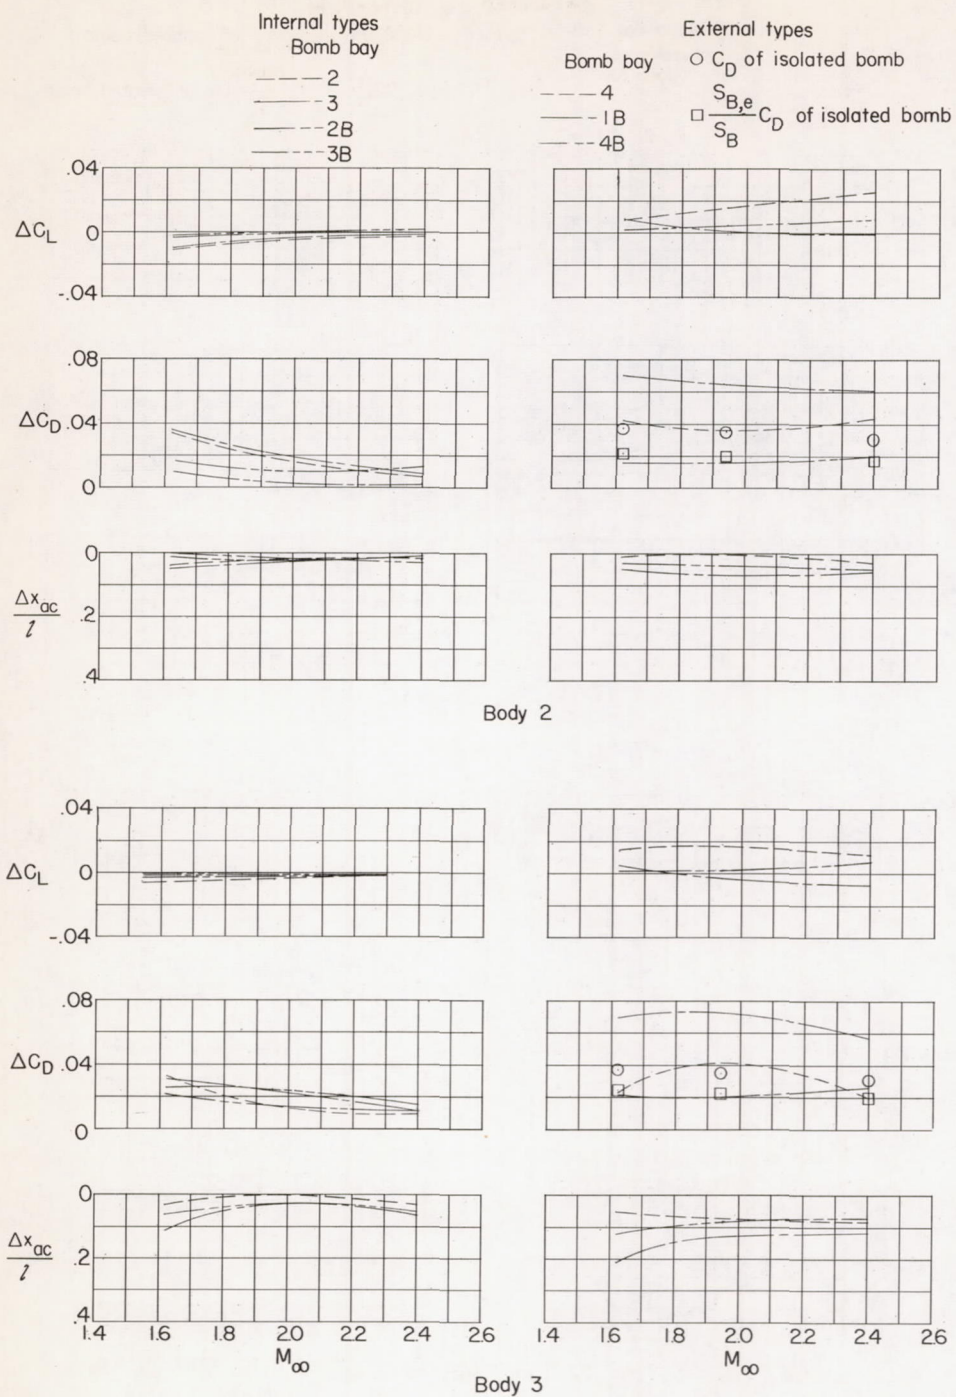 Internal types
Bomb bay
2
3
2B
3B
External types
Bomb bay
4
1B
4B
C_D of isolated bomb
S_B,e
S_B
C_D of isolated bomb
.04
ΔC_L 0
-.04
.08
ΔC_D .04
0
0
Δx_ac
l
.2
.4
Body 2
.04
ΔC_L 0
-.04
.08
ΔC_D .04
0
0
Δx_ac
l
.2
.4
1.4 1.6 1.8 2.0 2.2 2.4 2.6
M∞
1.4 1.6 1.8 2.0 2.2 2.4 2.6
M∞
Body 3